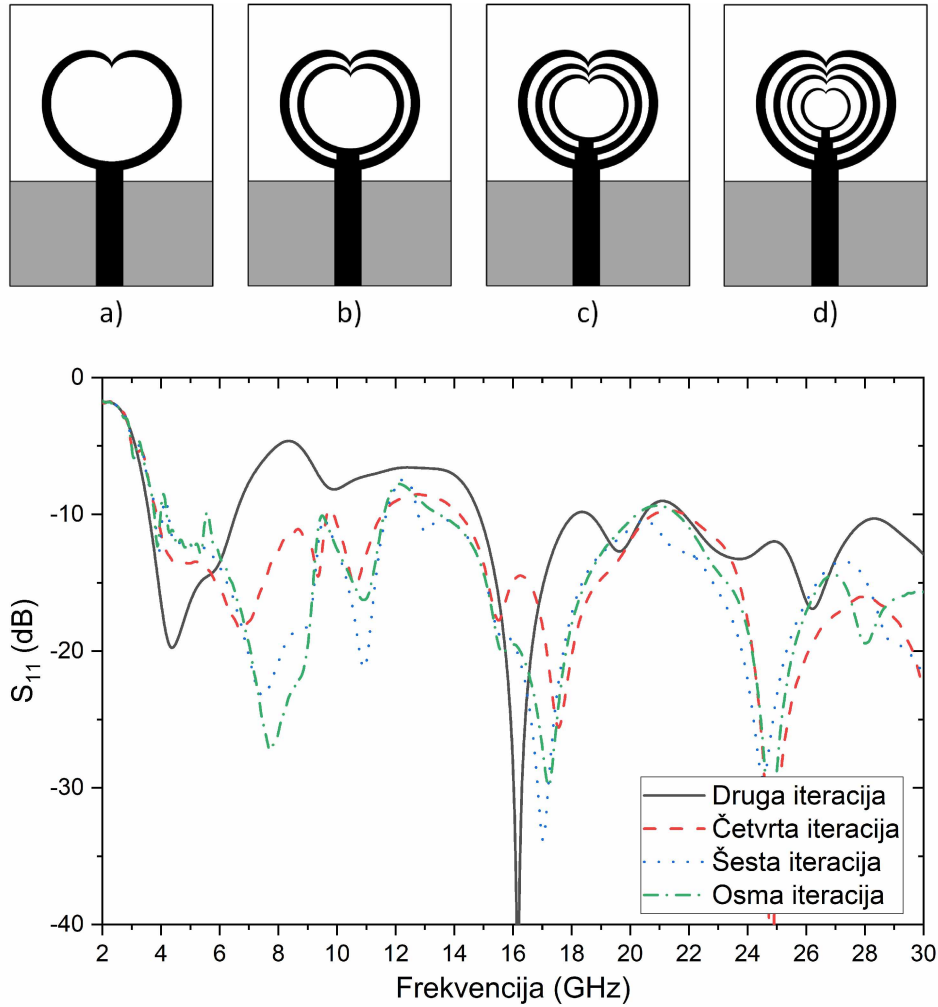 a) b) c) d)
0
-10
-20
-30
-40
S₁₁ (dB)
Druga iteracija
Četvrta iteracija
Šesta iteracija
Osma iteracija
2 4 6 8 10 12 14 16 18 20 22 24 26 28 30
Frekvencija (GHz)